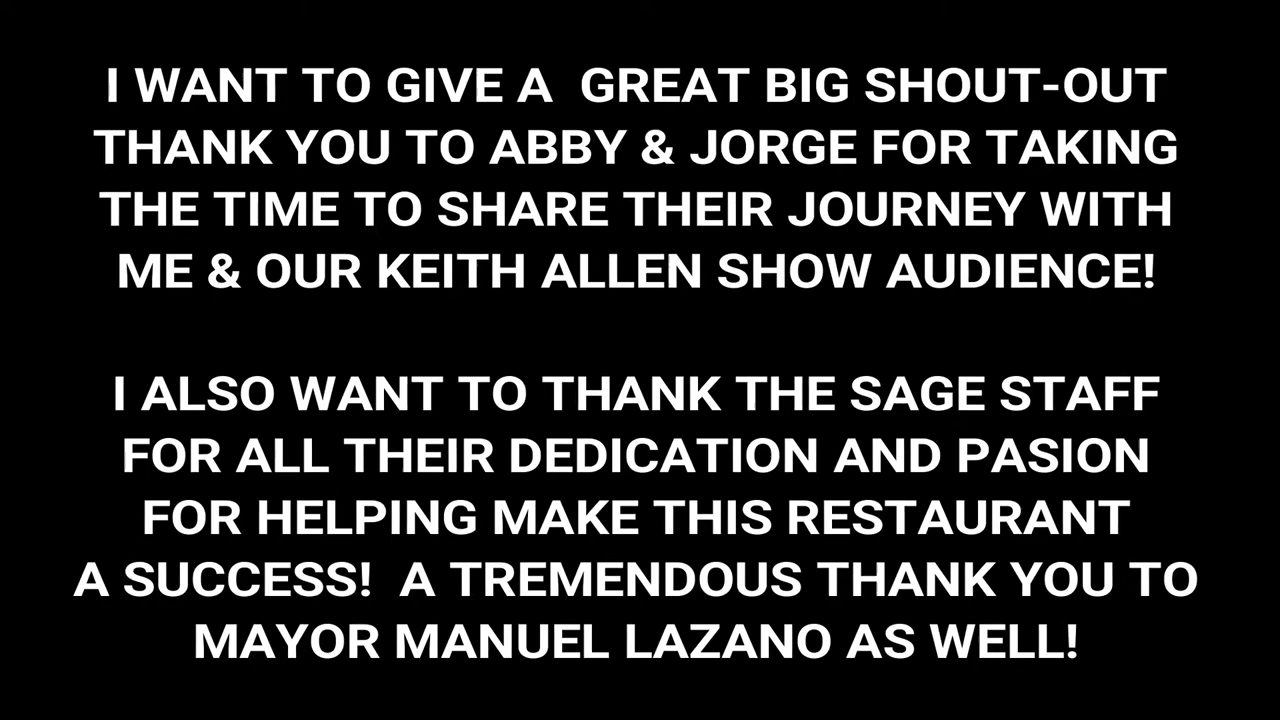 I WANT TO GIVE A  GREAT BIG SHOUT-OUT
THANK YOU TO ABBY & JORGE FOR TAKING
THE TIME TO SHARE THEIR JOURNEY WITH
ME & OUR KEITH ALLEN SHOW AUDIENCE!
I ALSO WANT TO THANK THE SAGE STAFF
FOR ALL THEIR DEDICATION AND PASION
FOR HELPING MAKE THIS RESTAURANT
A SUCCESS!  A TREMENDOUS THANK YOU TO
MAYOR MANUEL LAZANO AS WELL!